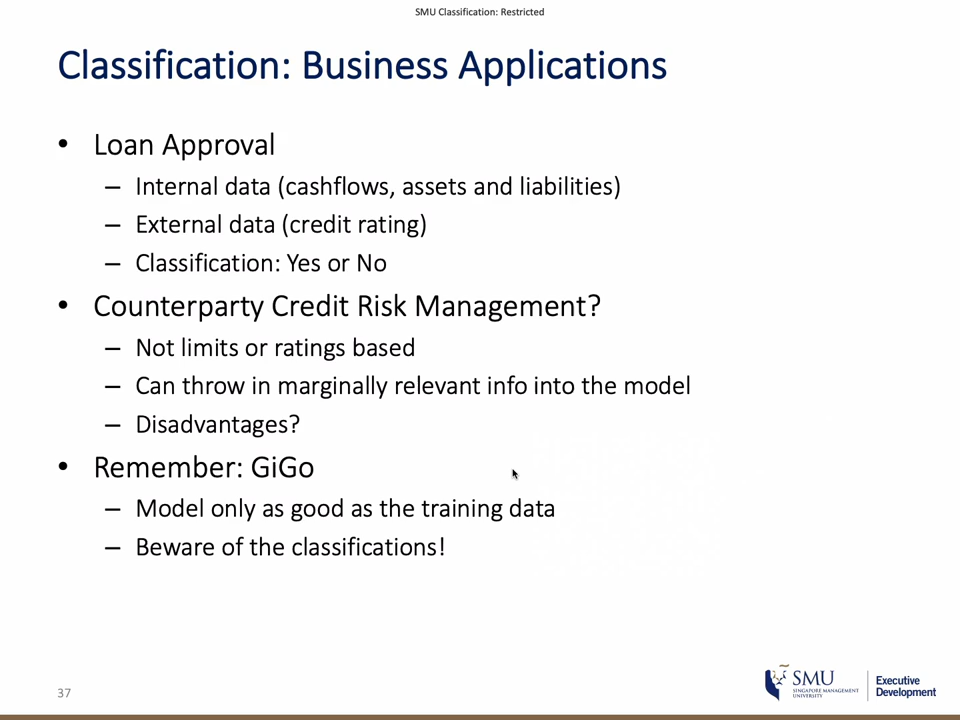 SMU Classification: Restricted
Classification: Business Applications
• Loan Approval
– Internal data (cashflows, assets and liabilities)
– External data (credit rating)
– Classification: Yes or No
• Counterparty Credit Risk Management?
– Not limits or ratings based
– Can throw in marginally relevant info into the model
– Disadvantages?
• Remember: GiGo
– Model only as good as the training data
– Beware of the classifications!
37
SMU
SINGAPORE MANAGEMENT
UNIVERSITY
Executive
Development